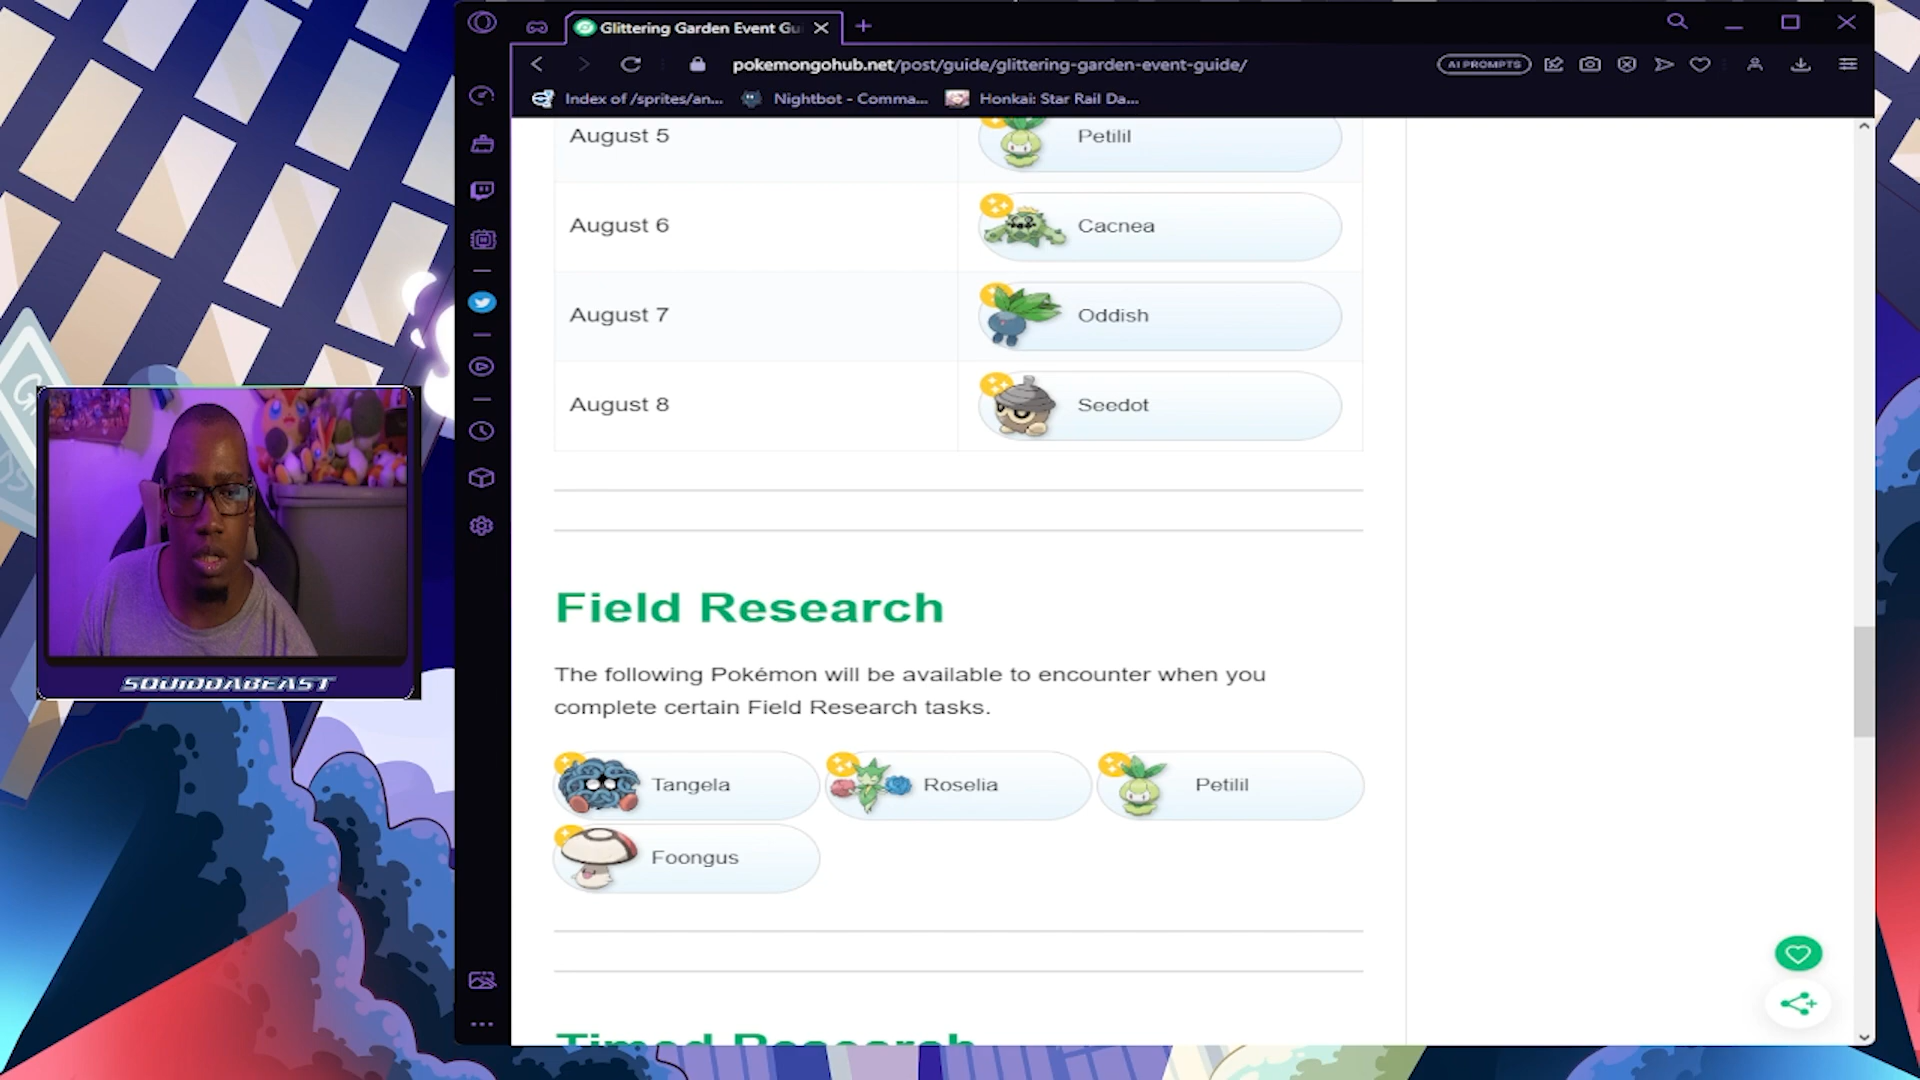 Glittering Garden Event Gu
pokemongohub.net/post/guide/glittering-garden-event-guide/
AI PROMPTS
Index of /sprites/an...
Nightbot - Comma...
Honkai: Star Rail Da...
August 5
Petilil
August 6
Cacnea
August 7
Oddish
August 8
Seedot
Field Research
The following Pokémon will be available to encounter when you
complete certain Field Research tasks.
Tangela
Roselia
Petilil
Foongus
Timed Research
SQUIDDABEAST